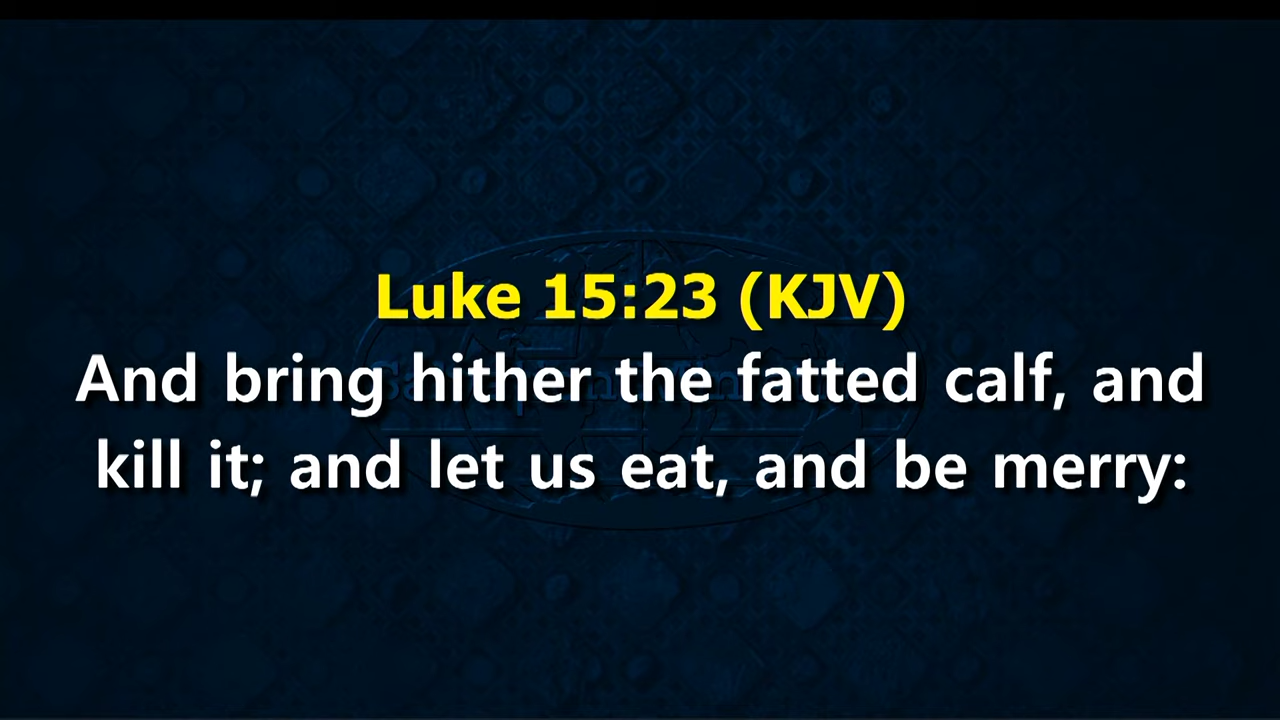 Luke 15:23 (KJV)
And bring hither the fatted calf, and
kill it; and let us eat, and be merry: